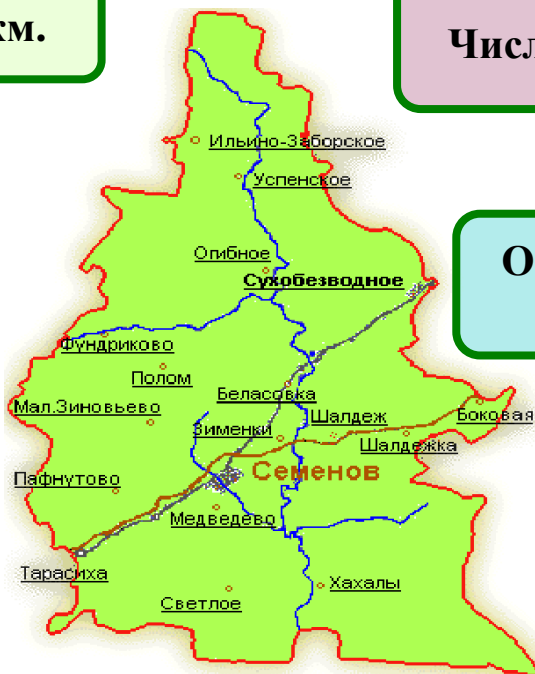 км.
Числ
Ильино-Заборское
Успенское
Огибное
Сухобезводное
О
Фундриково
Полом
Беласовка
Мал.Зиновьево
Шалдеж
Боковая
Зименки
Шалдежка
Семенов
Пафнутово
Медведево
Тарасиха
Хахалы
Светлое